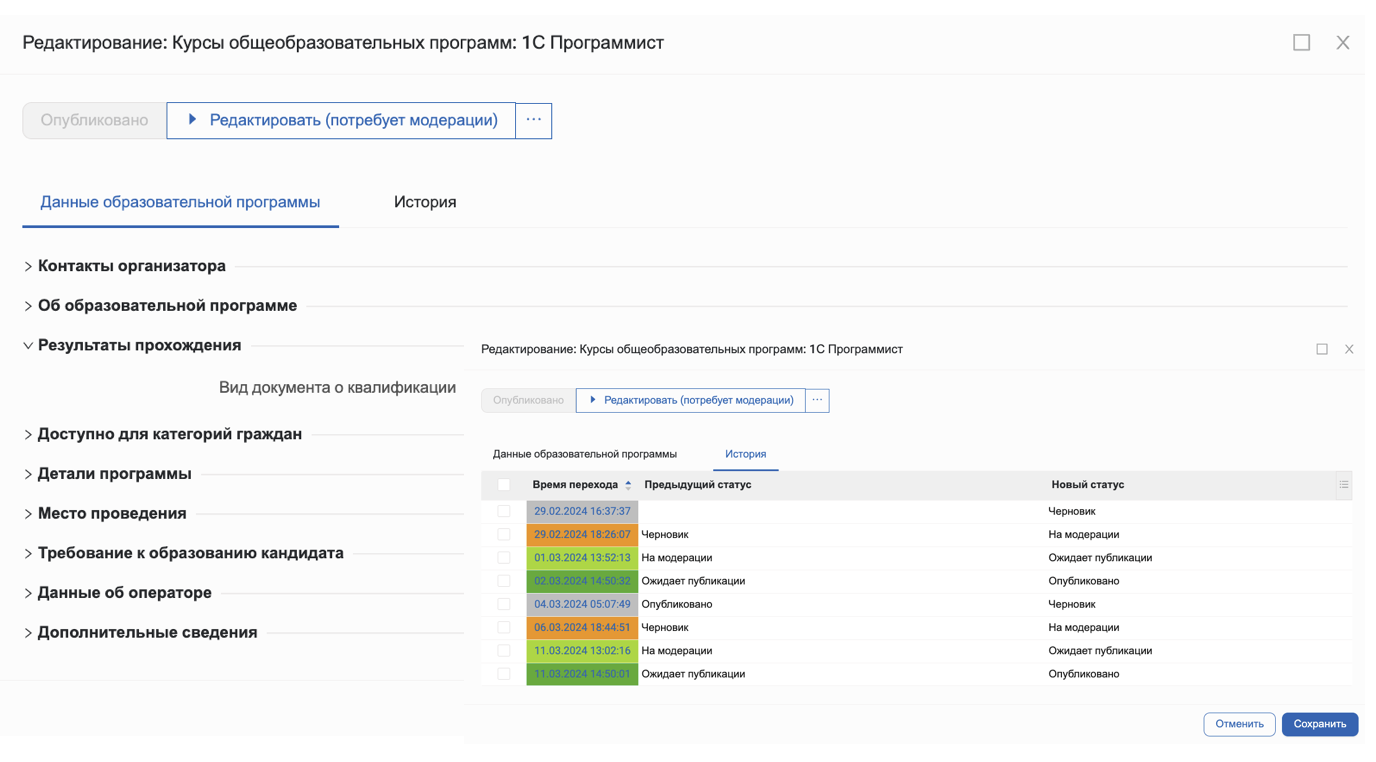 Редактирование: Курсы общеобразовательных программ: 1С Программист
Опубликовано Редактировать (потребует модерации) ...
Данные образовательной программы История
Контакты организатора
Об образовательной программе
Результаты прохождения
Вид документа о квалификации
Доступно для категорий граждан
Детали программы
Место проведения
Требование к образованию кандидата
Данные об операторе
Дополнительные сведения
Редактирование: Курсы общеобразовательных программ: 1С Программист
Опубликовано Редактировать (потребует модерации) ...
Данные образовательной программы История
Время перехода Предыдущий статус Новый статус
29.02.2024 16:37:37 Черновик
29.02.2024 18:26:07 Черновик На модерации
01.03.2024 13:52:13 На модерации Ожидает публикации
02.03.2024 14:50:32 Ожидает публикации Опубликовано
04.03.2024 05:07:49 Опубликовано Черновик
06.03.2024 18:44:51 Черновик На модерации
11.03.2024 13:02:16 На модерации Ожидает публикации
11.03.2024 14:50:01 Ожидает публикации Опубликовано
Отменить Сохранить